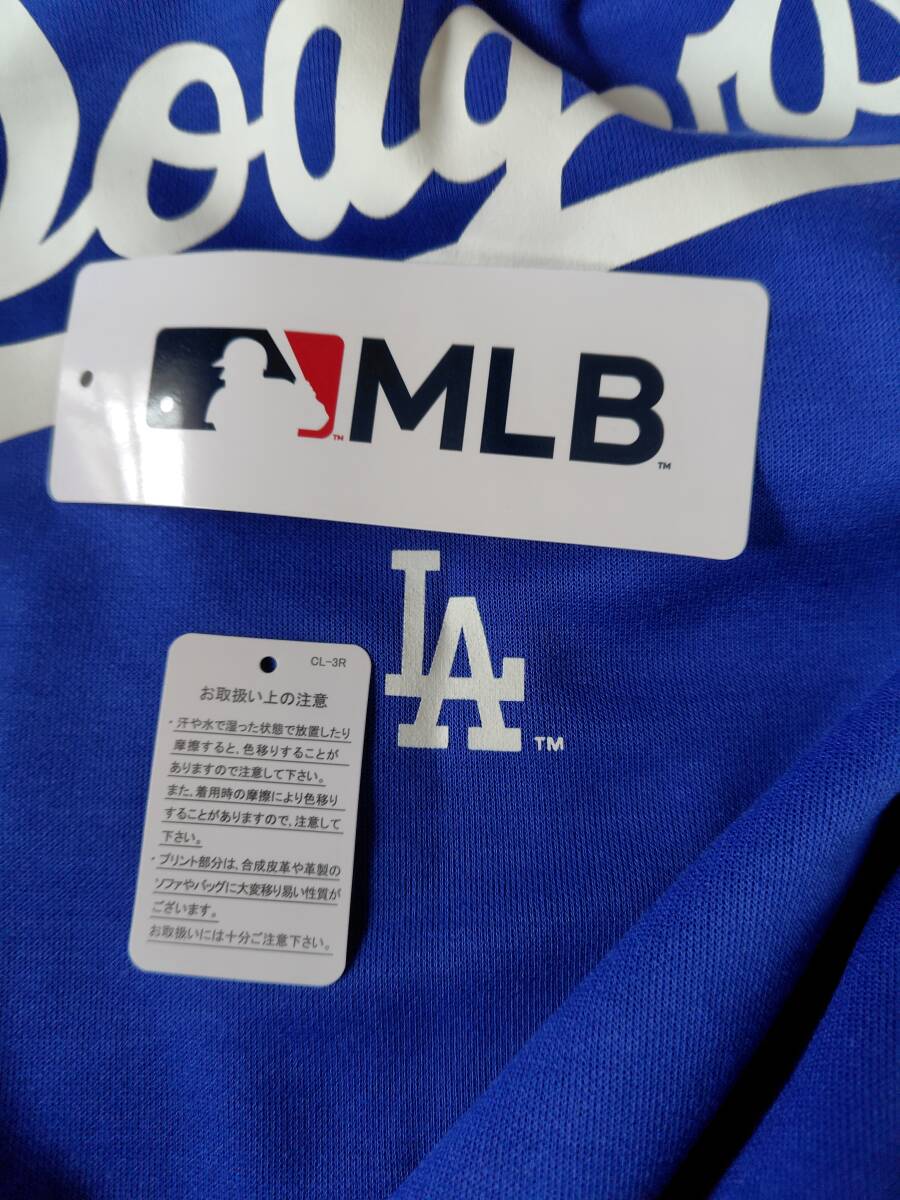 Dodgers
MLB
TM
TM
LA
TM
CL-3R
お取扱い上の注意
・汗や水で湿った状態で放置したり
摩擦すると、色移りすることが
ありますので注意して下さい。
また、着用時の摩擦により色移り
することがありますので、注意して
下さい。
・プリント部分は、合成皮革や革製の
ソファやバッグに大変移り易い性質が
ございます。
お取扱いには十分ご注意下さい。